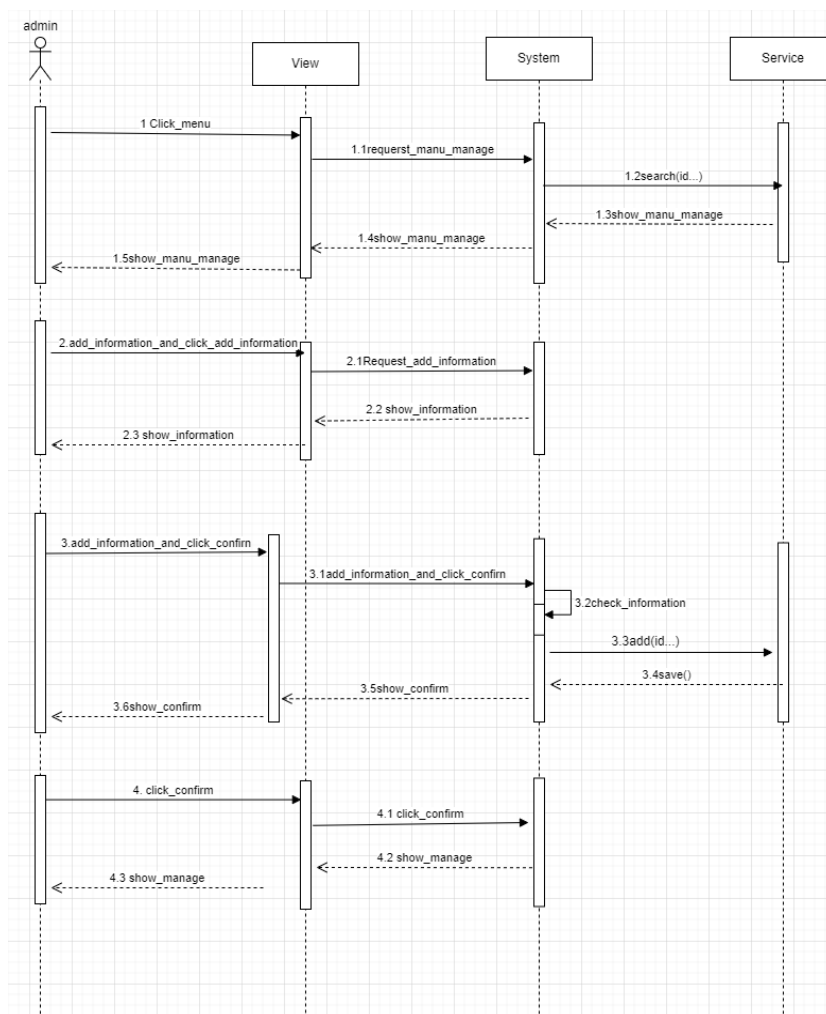 admin
View
System
Service
1 Click_menu
1.1requerst_manu_manage
1.2search(id...)
1.3show_manu_manage
1.4show_manu_manage
1.5show_manu_manage
2.add_information_and_click_add_information
2.1Request_add_information
2.2 show_information
2.3 show_information
3.add_information_and_click_confirn
3.1add_information_and_click_confirn
3.2check_information
3.3add(id...)
3.4save()
3.5show_confirm
3.6show_confirm
4. click_confirm
4.1 click_confirm
4.2 show_manage
4.3 show_manage